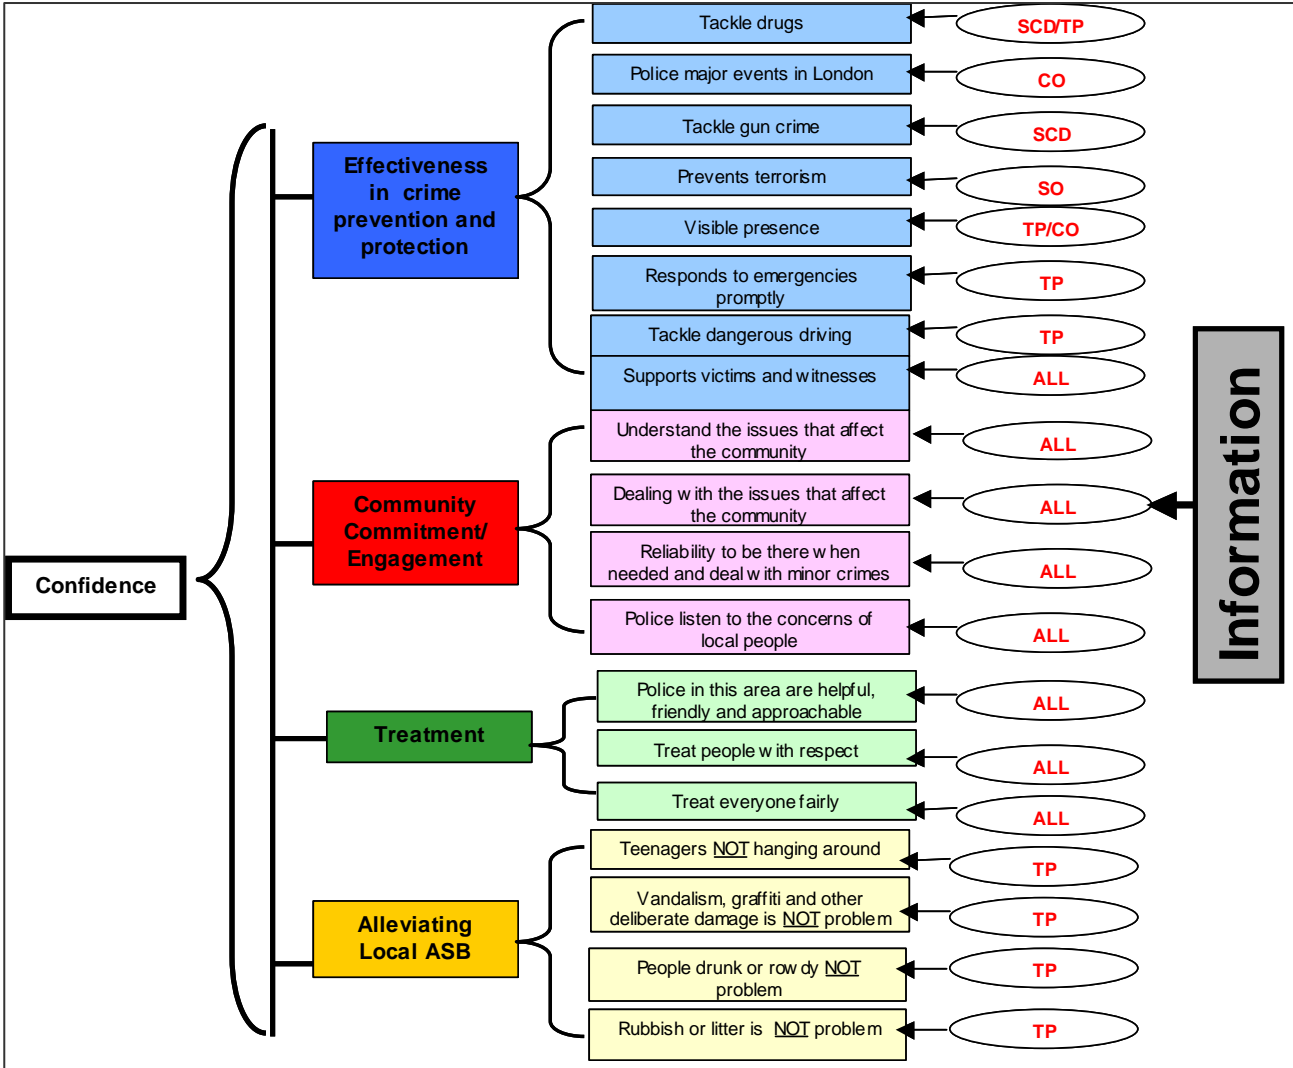 Tackle drugs
SCD/TP
Police major events in London
CO
Tackle gun crime
SCD
Effectiveness
in crime
prevention and
protection
Prevents terrorism
SO
Visible presence
TP/CO
Responds to emergencies
promptly
TP
Tackle dangerous driving
TP
Supports victims and witnesses
ALL
Understand the issues that affect
the community
ALL
Community
Commitment/
Engagement
Dealing with the issues that affect
the community
ALL
Reliability to be there when
needed and deal with minor crimes
ALL
Police listen to the concerns of
local people
ALL
Information
Confidence
Police in this area are helpful,
friendly and approachable
ALL
Treatment
Treat people with respect
ALL
Treat everyone fairly
ALL
Teenagers NOT hanging around
TP
Alleviating
Local ASB
Vandalism, graffiti and other
deliberate damage is NOT problem
TP
People drunk or rowdy NOT
problem
TP
Rubbish or litter is NOT problem
TP